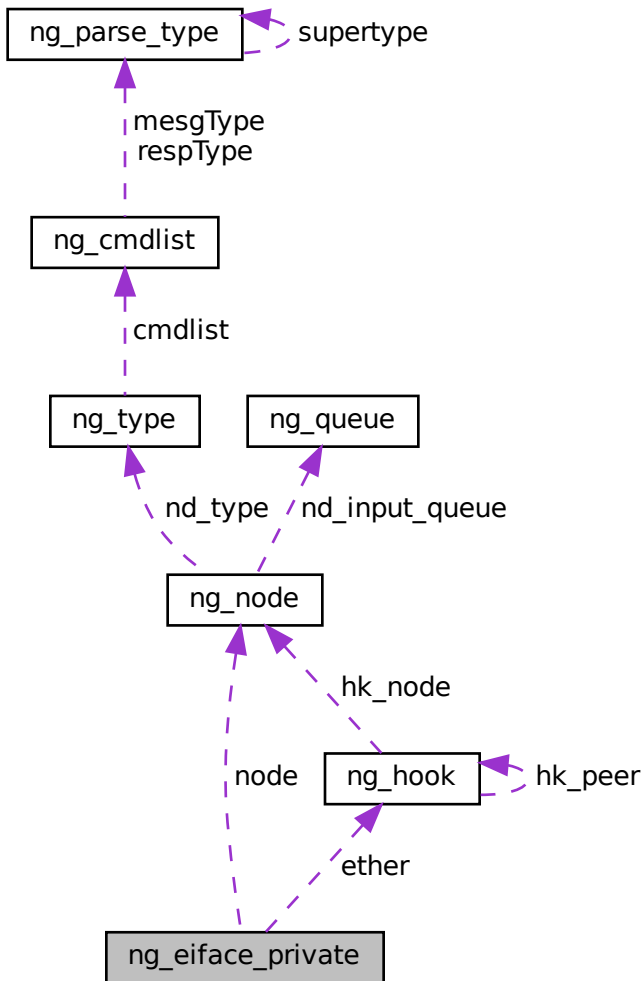 ng_parse_type
supertype
mesgType
respType
ng_cmdlist
cmdlist
ng_type
ng_queue
nd_type
nd_input_queue
ng_node
hk_node
node
ng_hook
hk_peer
ether
ng_eiface_private